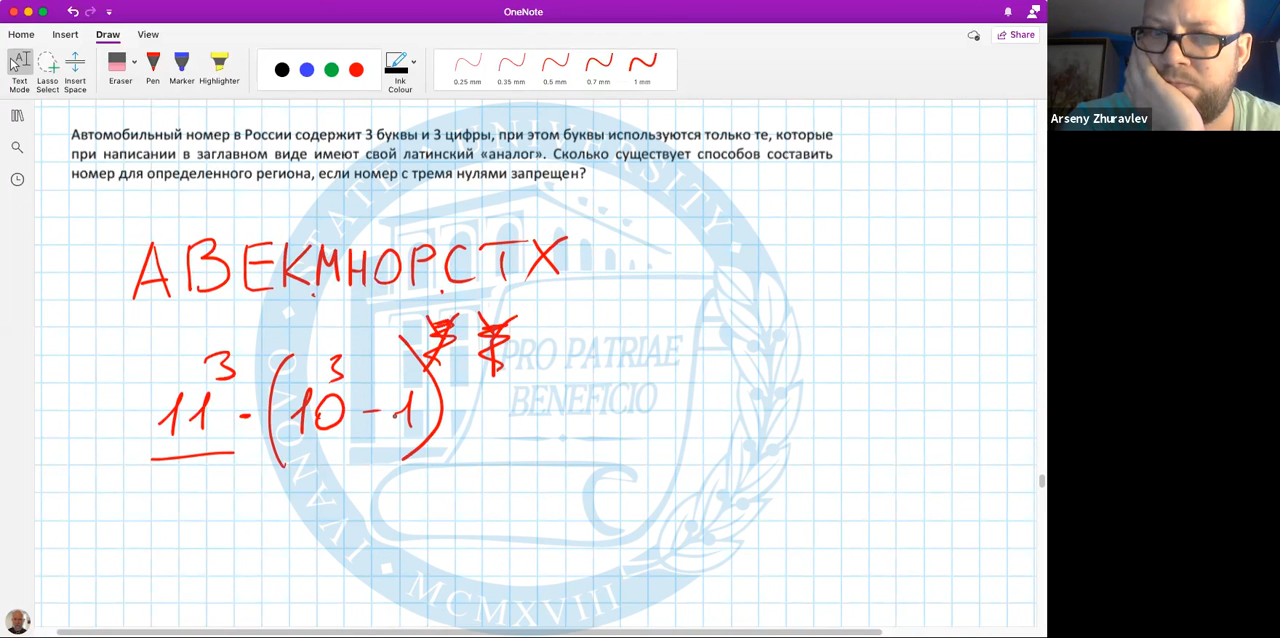 OneNote
Home Insert Draw View
Share
Text Mode
Lasso Select
Insert Space
Eraser
Pen
Marker
Highlighter
Ink Colour
0.25 mm
0.35 mm
0.5 mm
0.7 mm
1 mm
Arseny Zhuravlev
Автомобильный номер в России содержит 3 буквы и 3 цифры, при этом буквы используются только те, которые
при написании в заглавном виде имеют свой латинский «аналог». Сколько существует способов составить
номер для определенного региона, если номер с тремя нулями запрещен?
АВЕКМНОРСТХ
11³ · (10³ - 1)
PRO PATRIAE
BENEFICIO
IVANOVO STATE UNIVERSITY
MCMXVIII